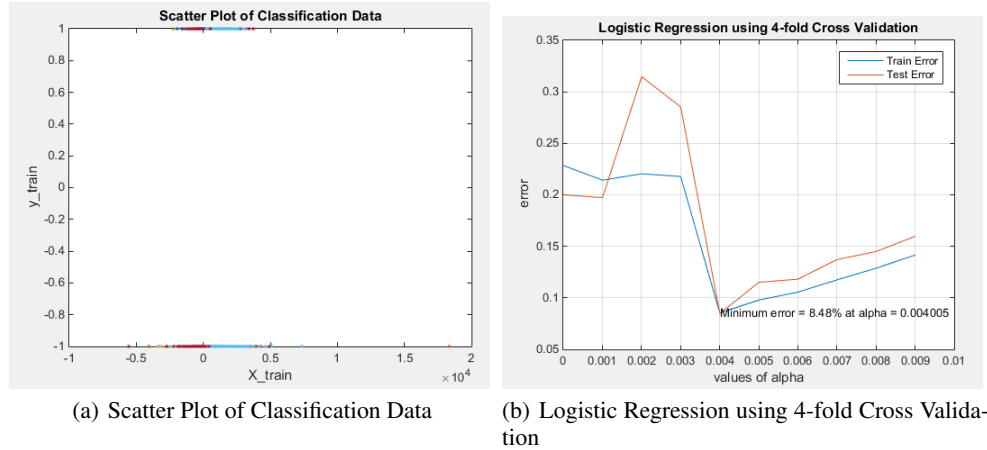 Scatter Plot of Classification Data
1
0.8
0.6
0.4
0.2
0
-0.2
-0.4
-0.6
-0.8
-1
y_train
-1 -0.5 0 0.5 1 1.5 2
× 10^4
X_train
(a) Scatter Plot of Classification Data
Logistic Regression using 4-fold Cross Validation
0.35
0.3
0.25
0.2
0.15
0.1
0.05
error
Train Error
Test Error
Minimum error = 8.48% at alpha = 0.004005
0 0.001 0.002 0.003 0.004 0.005 0.006 0.007 0.008 0.009 0.01
values of alpha
(b) Logistic Regression using 4-fold Cross Valida-
tion